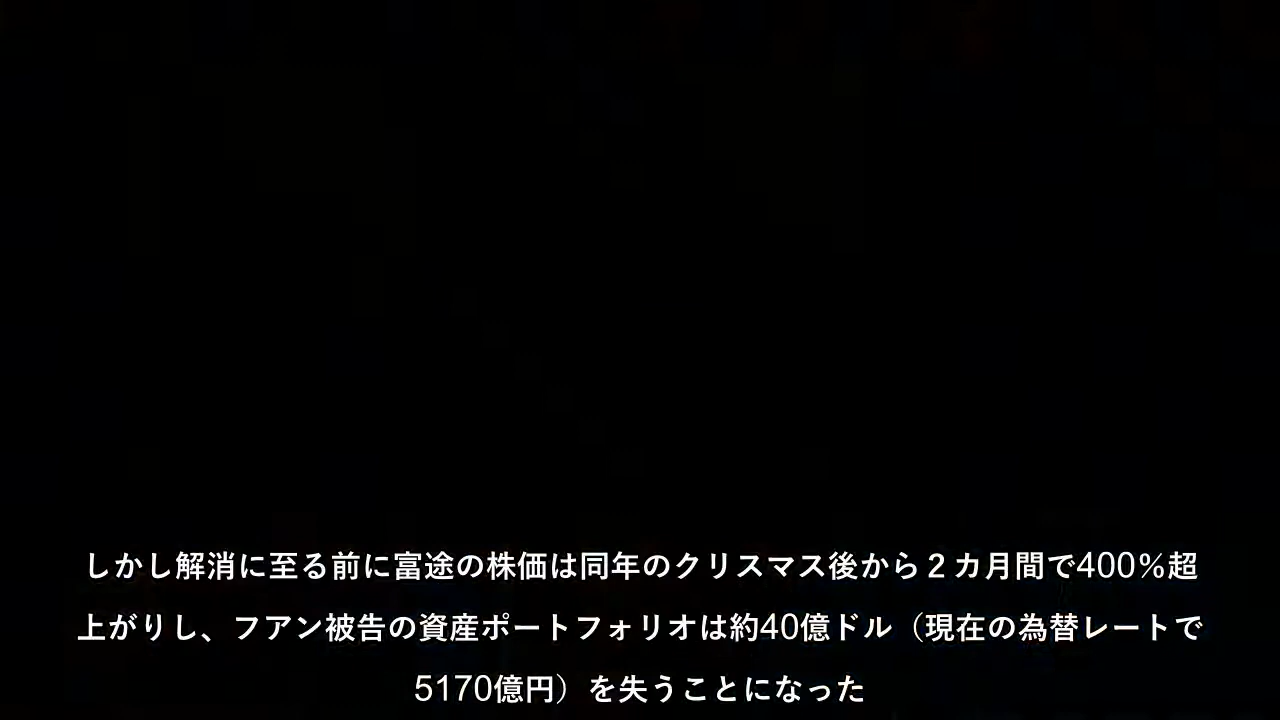 しかし解消に至る前に富途の株価は同年のクリスマス後から２カ月間で400％超
上がりし、フアン被告の資産ポートフォリオは約40億ドル（現在の為替レートで
5170億円）を失うことになった